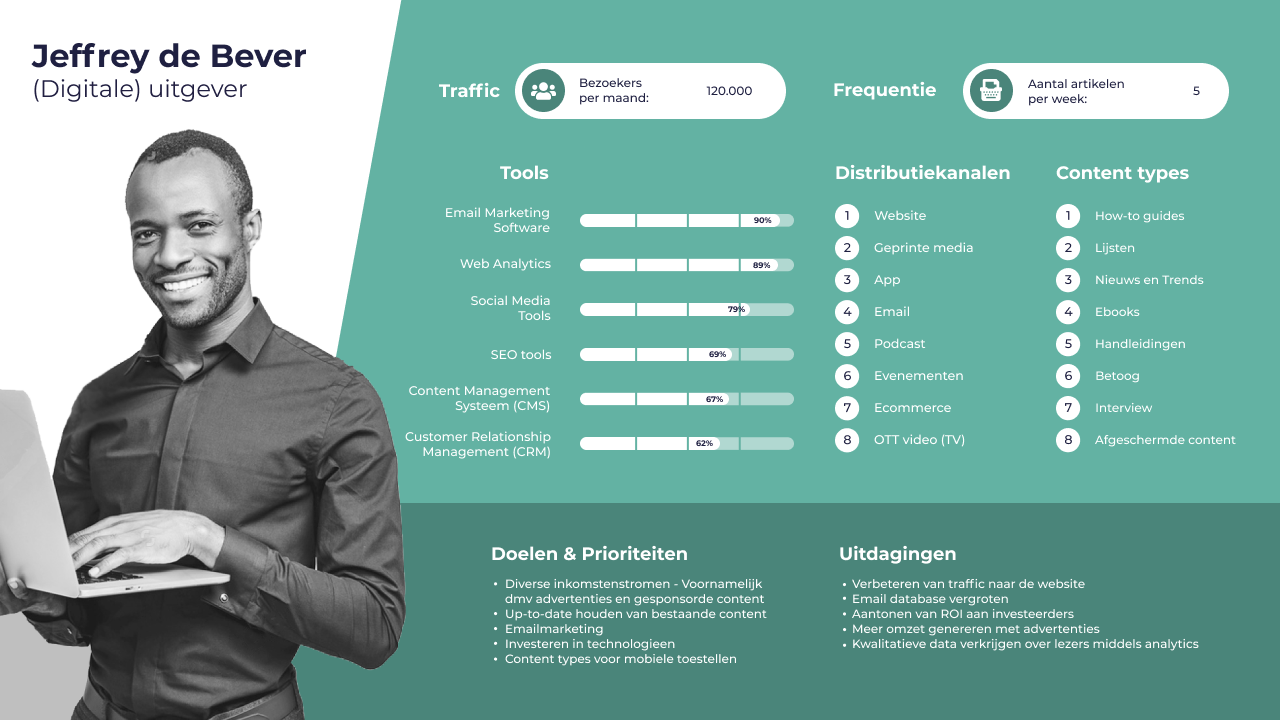 Jeffrey de Bever
(Digitale) uitgever
Traffic
Bezoekers
per maand:
120.000
Frequentie
Aantal artikelen
per week:
5
Tools
Email Marketing
Software
90%
Web Analytics
89%
Social Media
Tools
79%
SEO tools
69%
Content Management
Systeem (CMS)
67%
Customer Relationship
Management (CRM)
62%
Distributiekanalen
1 Website
2 Geprinte media
3 App
4 Email
5 Podcast
6 Evenementen
7 Ecommerce
8 OTT video (TV)
Content types
1 How-to guides
2 Lijsten
3 Nieuws en Trends
4 Ebooks
5 Handleidingen
6 Betoog
7 Interview
8 Afgeschermde content
Doelen & Prioriteiten
• Diverse inkomstenstromen - Voornamelijk
dmv advertenties en gesponsorde content
• Up-to-date houden van bestaande content
• Emailmarketing
• Investeren in technologieen
• Content types voor mobiele toestellen
Uitdagingen
• Verbeteren van traffic naar de website
• Email database vergroten
• Aantonen van ROI aan investeerders
• Meer omzet genereren met advertenties
• Kwalitatieve data verkrijgen over lezers middels analytics